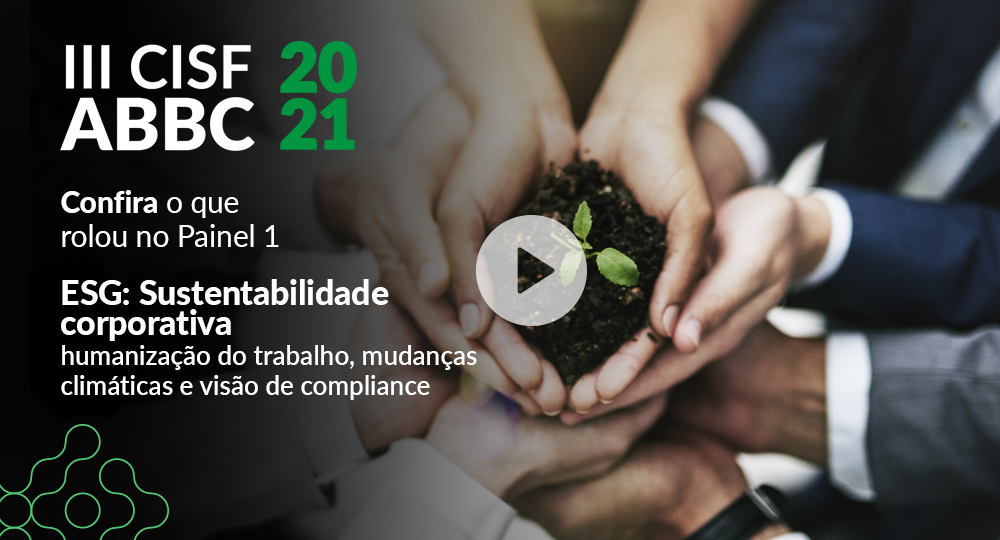 III CISF 20
ABBC 21
Confira o que
rolou no Painel 1
ESG: Sustentabilidade
corporativa
humanização do trabalho, mudanças
climáticas e visão de compliance